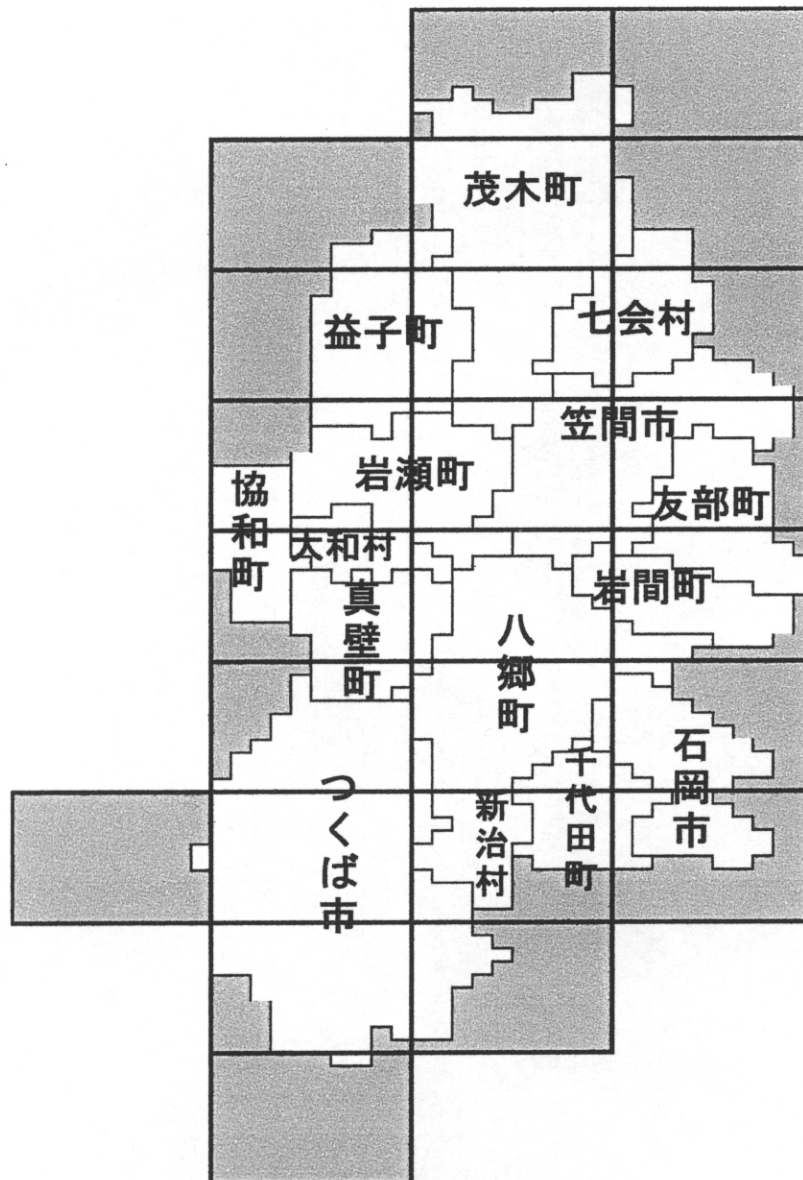 茂木町
益子町
七会村
笠間市
岩瀬町
協和町
友部町
大和村
真壁町
岩間町
八郷町
石岡市
千代田町
つくば市
新治村